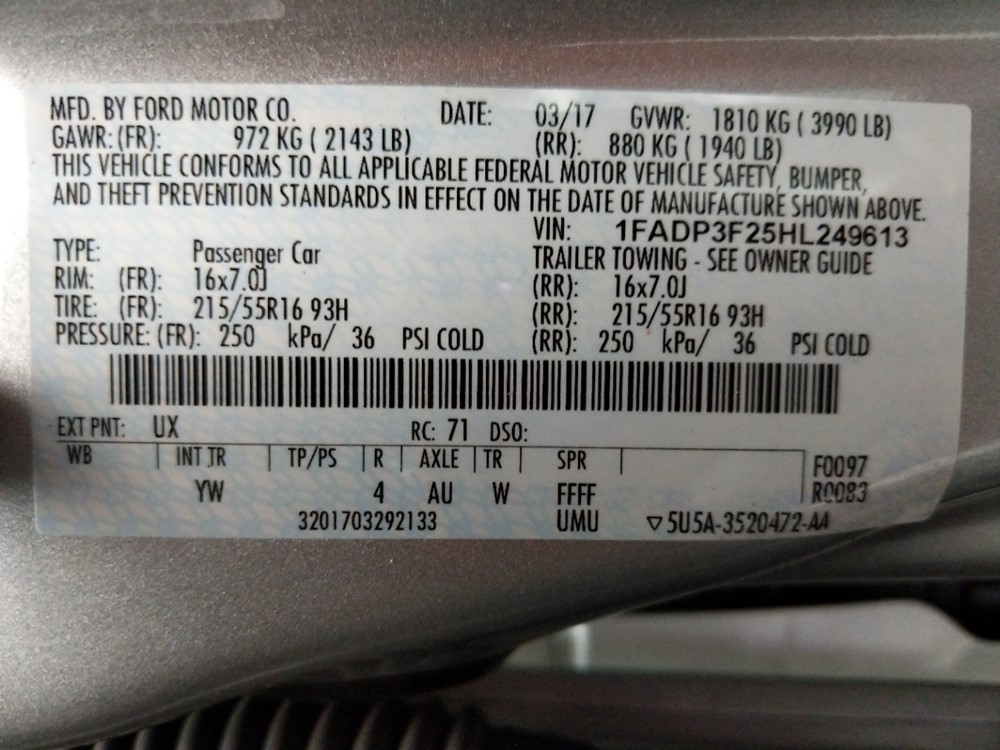 MFD. BY FORD MOTOR CO. DATE: 03/17 GVWR: 1810 KG ( 3990 LB)
GAWR: (FR): 972 KG ( 2143 LB) (RR): 880 KG ( 1940 LB)
THIS VEHICLE CONFORMS TO ALL APPLICABLE FEDERAL MOTOR VEHICLE SAFETY, BUMPER,
AND THEFT PREVENTION STANDARDS IN EFFECT ON THE DATE OF MANUFACTURE SHOWN ABOVE.
VIN: 1FADP3F25HL249613
TYPE: Passenger Car TRAILER TOWING - SEE OWNER GUIDE
RIM: (FR): 16x7.0J (RR): 16x7.0J
TIRE: (FR): 215/55R16 93H (RR): 215/55R16 93H
PRESSURE: (FR): 250 kPa/ 36 PSI COLD (RR): 250 kPa/ 36 PSI COLD
EXT PNT: UX RC: 71 DSO:
WB INT TR TP/PS R AXLE TR SPR F0097
YW 4 AU W FFFF R0083
3201703292133 UMU ▽5U5A-3520472-AA